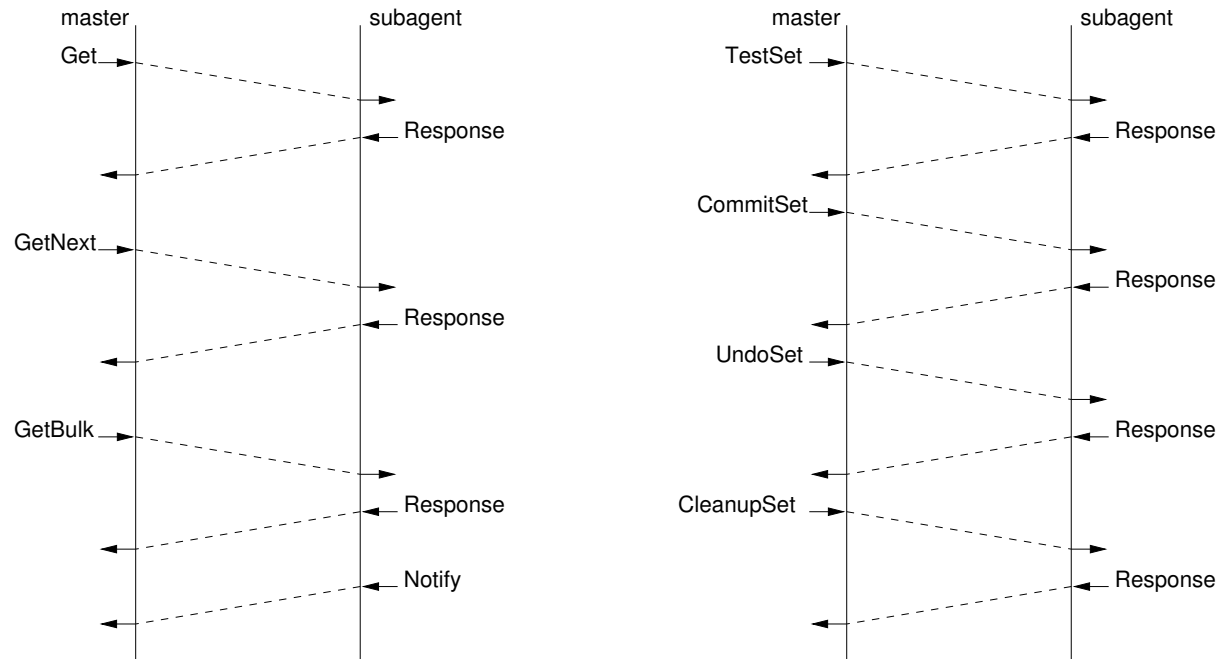 master subagent
Get
Response
GetNext
Response
GetBulk
Response
Notify
master subagent
TestSet
Response
CommitSet
Response
UndoSet
Response
CleanupSet
Response